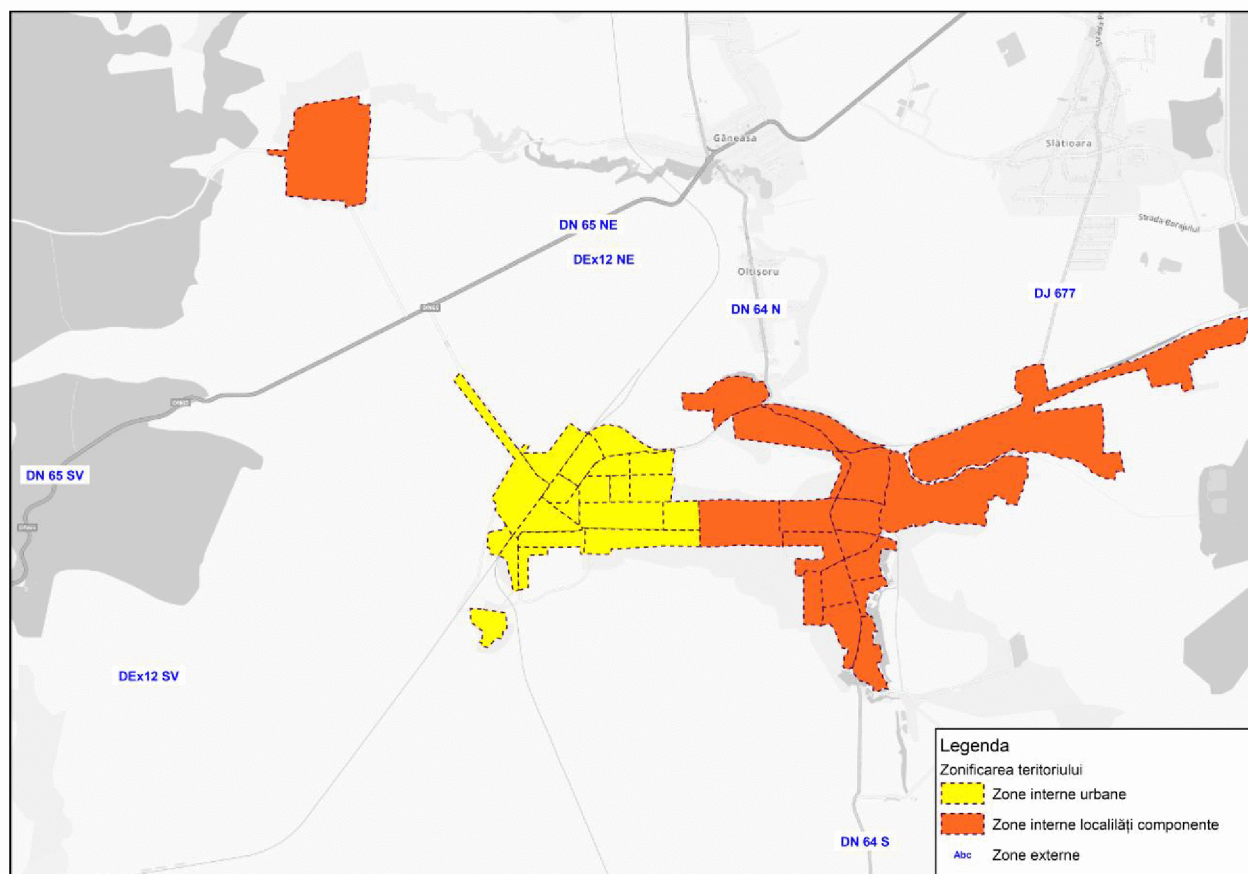 Găneasa
Slătioara
Strada Barajului
DN 65 NE
DEx12 NE
Oltișoru
DN 64 N
DJ 677
DN 65 SV
DEx12 SV
DN 64 S
Legenda
Zonificarea teritoriului
Zone interne urbane
Zone interne localități componente
Abc Zone externe